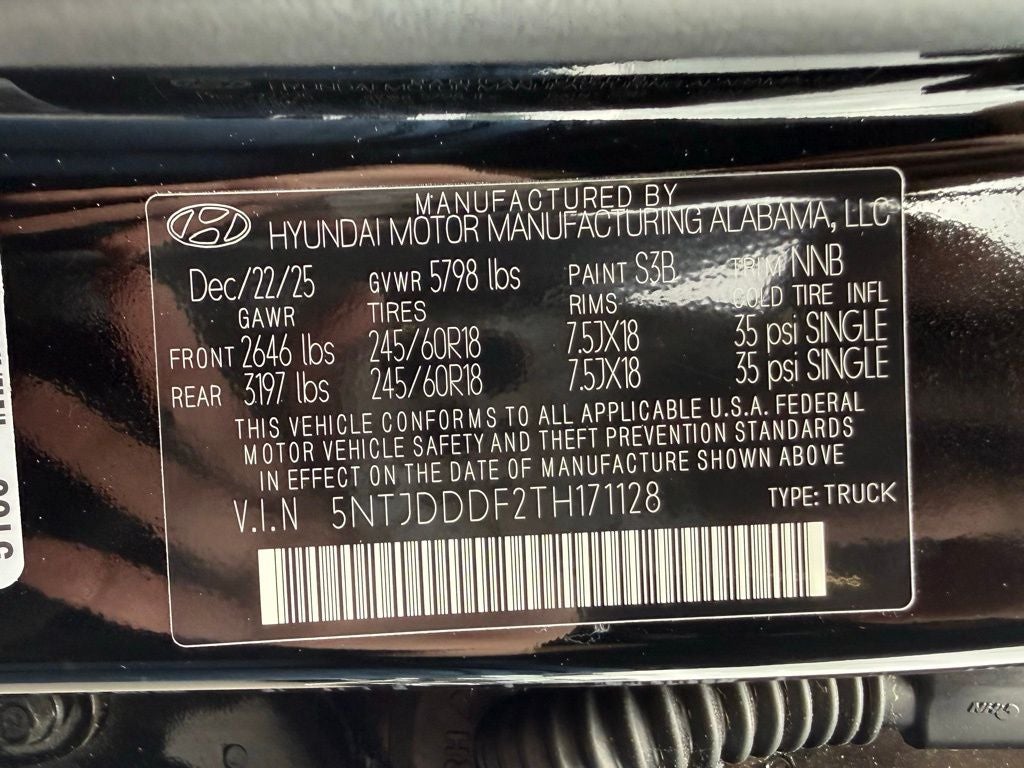 MANUFACTURED BY
HYUNDAI MOTOR MANUFACTURING ALABAMA, LLC
Dec/22/25 GVWR 5798 lbs PAINT S3B TRIM NNB
GAWR TIRES RIMS COLD TIRE INFL
FRONT 2646 lbs 245/60R18 7.5JX18 35 psi SINGLE
REAR 3197 lbs 245/60R18 7.5JX18 35 psi SINGLE
THIS VEHICLE CONFORMS TO ALL APPLICABLE U.S.A. FEDERAL
MOTOR VEHICLE SAFETY AND THEFT PREVENTION STANDARDS
IN EFFECT ON THE DATE OF MANUFACTURE SHOWN ABOVE
V.I.N 5NTJDDDF2TH171128 TYPE: TRUCK